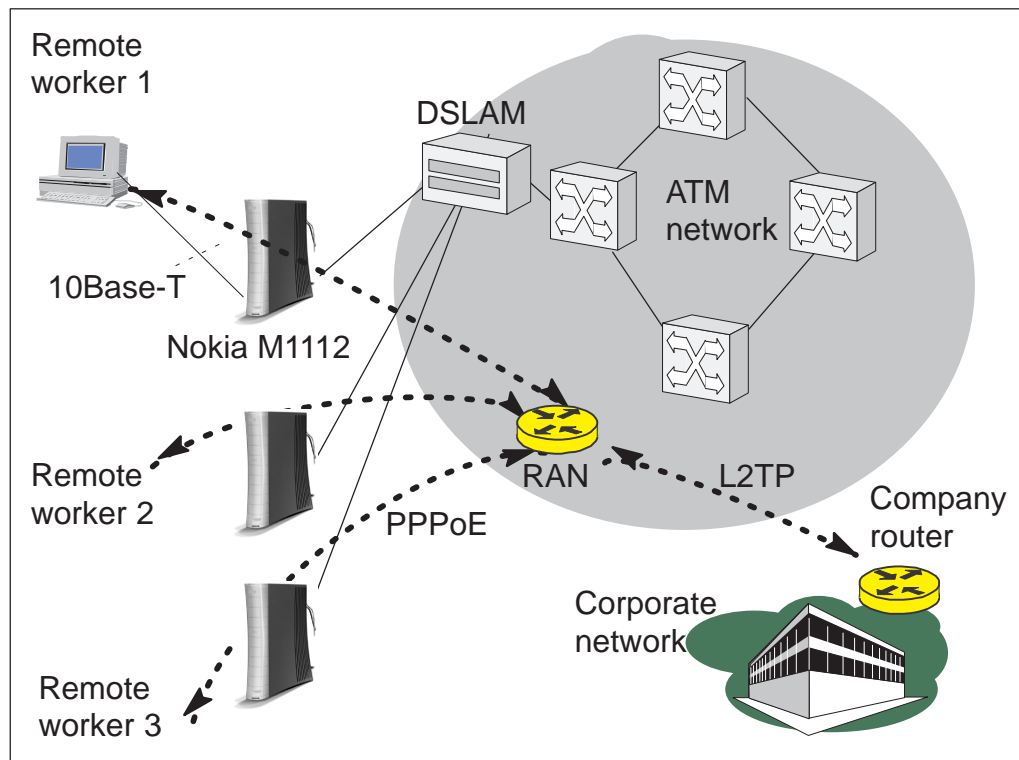 Remote
worker 1
DSLAM
ATM
network
10Base-T
Nokia M1112
Remote
worker 2
RAN
L2TP
PPPoE
Company
router
Corporate
network
Remote
worker 3